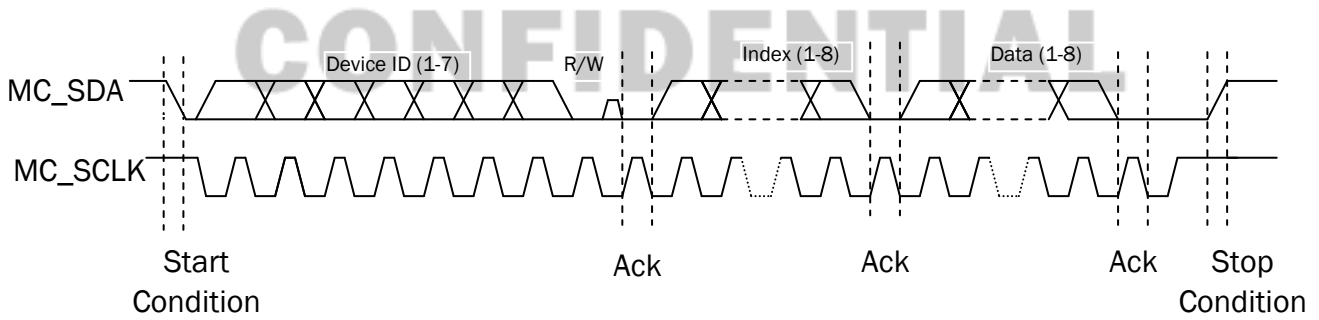 CONFIDENTIAL
Device ID (1-7) R/W Index (1-8) Data (1-8)
MC_SDA
MC_SCLK
Start
Condition
Ack
Ack
Ack
Stop
Condition